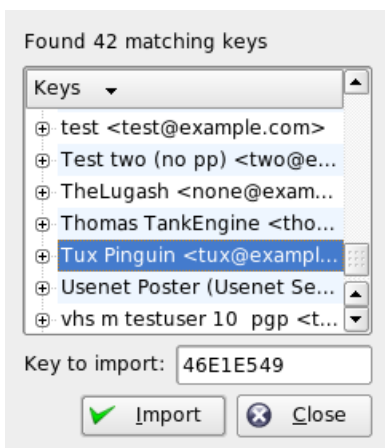 Found 42 matching keys
Keys
test <test@example.com>
Test two (no pp) <two@e...
TheLugash <none@exam...
Thomas TankEngine <tho...
Tux Pinguin <tux@exampl...
Usenet Poster (Usenet Se...
vhs m testuser 10  pgp <t...
Key to import: 46E1E549
Import Close